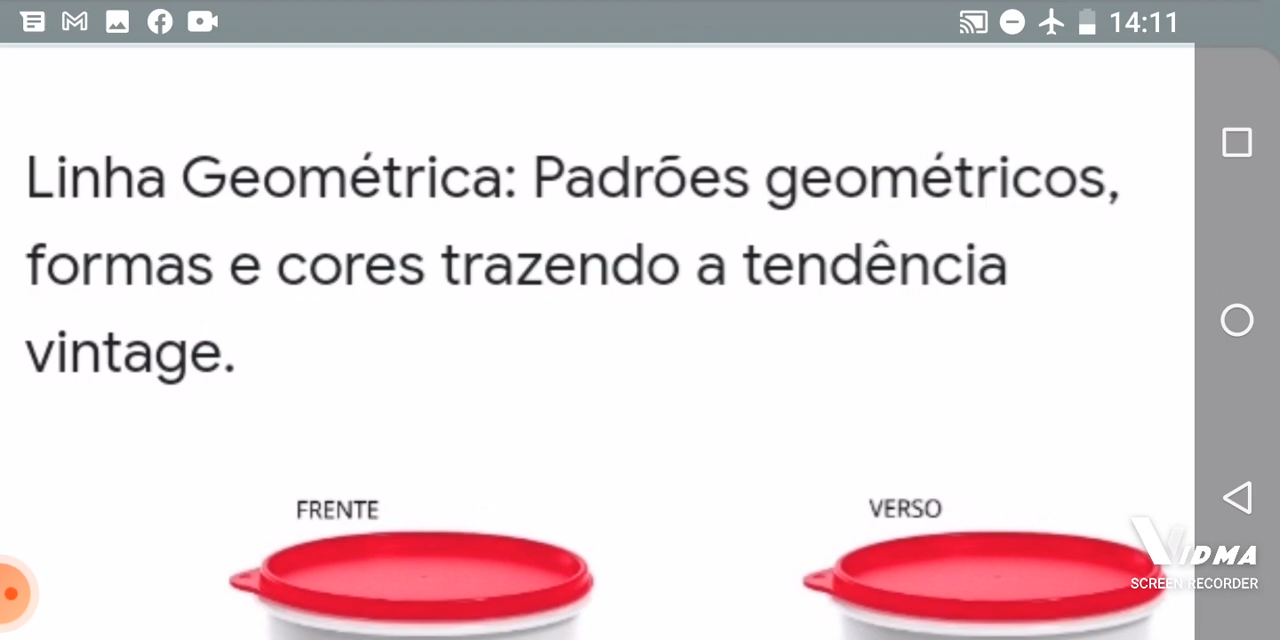 14:11
Linha Geométrica: Padrões geométricos,
formas e cores trazendo a tendência
vintage.
FRENTE
VERSO
VIDMA
SCREEN RECORDER